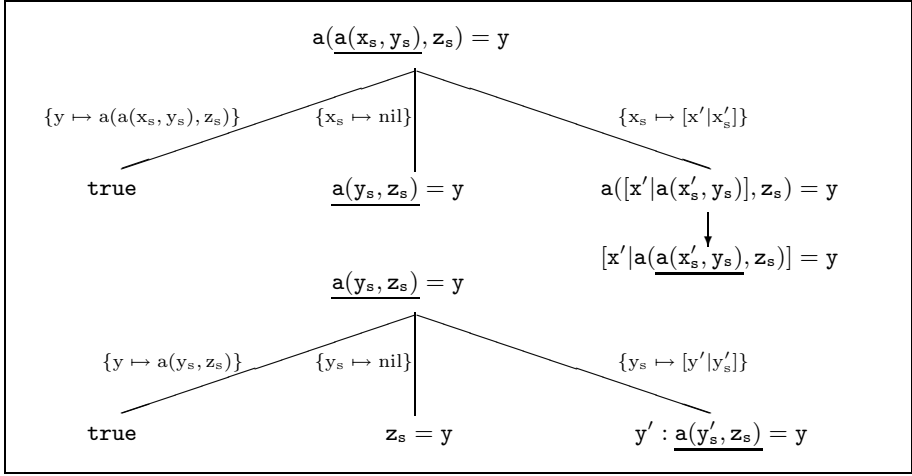 a(a(xₛ, yₛ), zₛ) = y
{y ↦ a(a(xₛ, yₛ), zₛ)} {xₛ ↦ nil} {xₛ ↦ [x′|x′ₛ]}
true a(yₛ, zₛ) = y a([x′|a(x′ₛ, yₛ)], zₛ) = y
[x′|a(a(x′ₛ, yₛ), zₛ)] = y
a(yₛ, zₛ) = y
{y ↦ a(yₛ, zₛ)} {yₛ ↦ nil} {yₛ ↦ [y′|y′ₛ]}
true zₛ = y y′ : a(y′ₛ, zₛ) = y